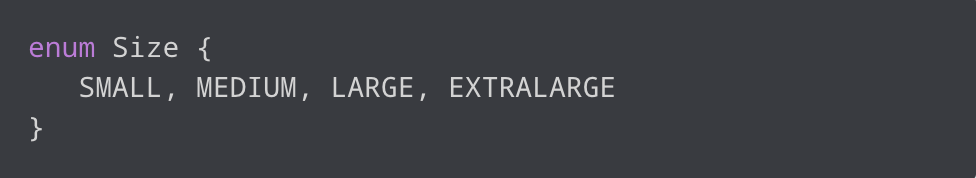 enum Size {
   SMALL, MEDIUM, LARGE, EXTRALARGE
}